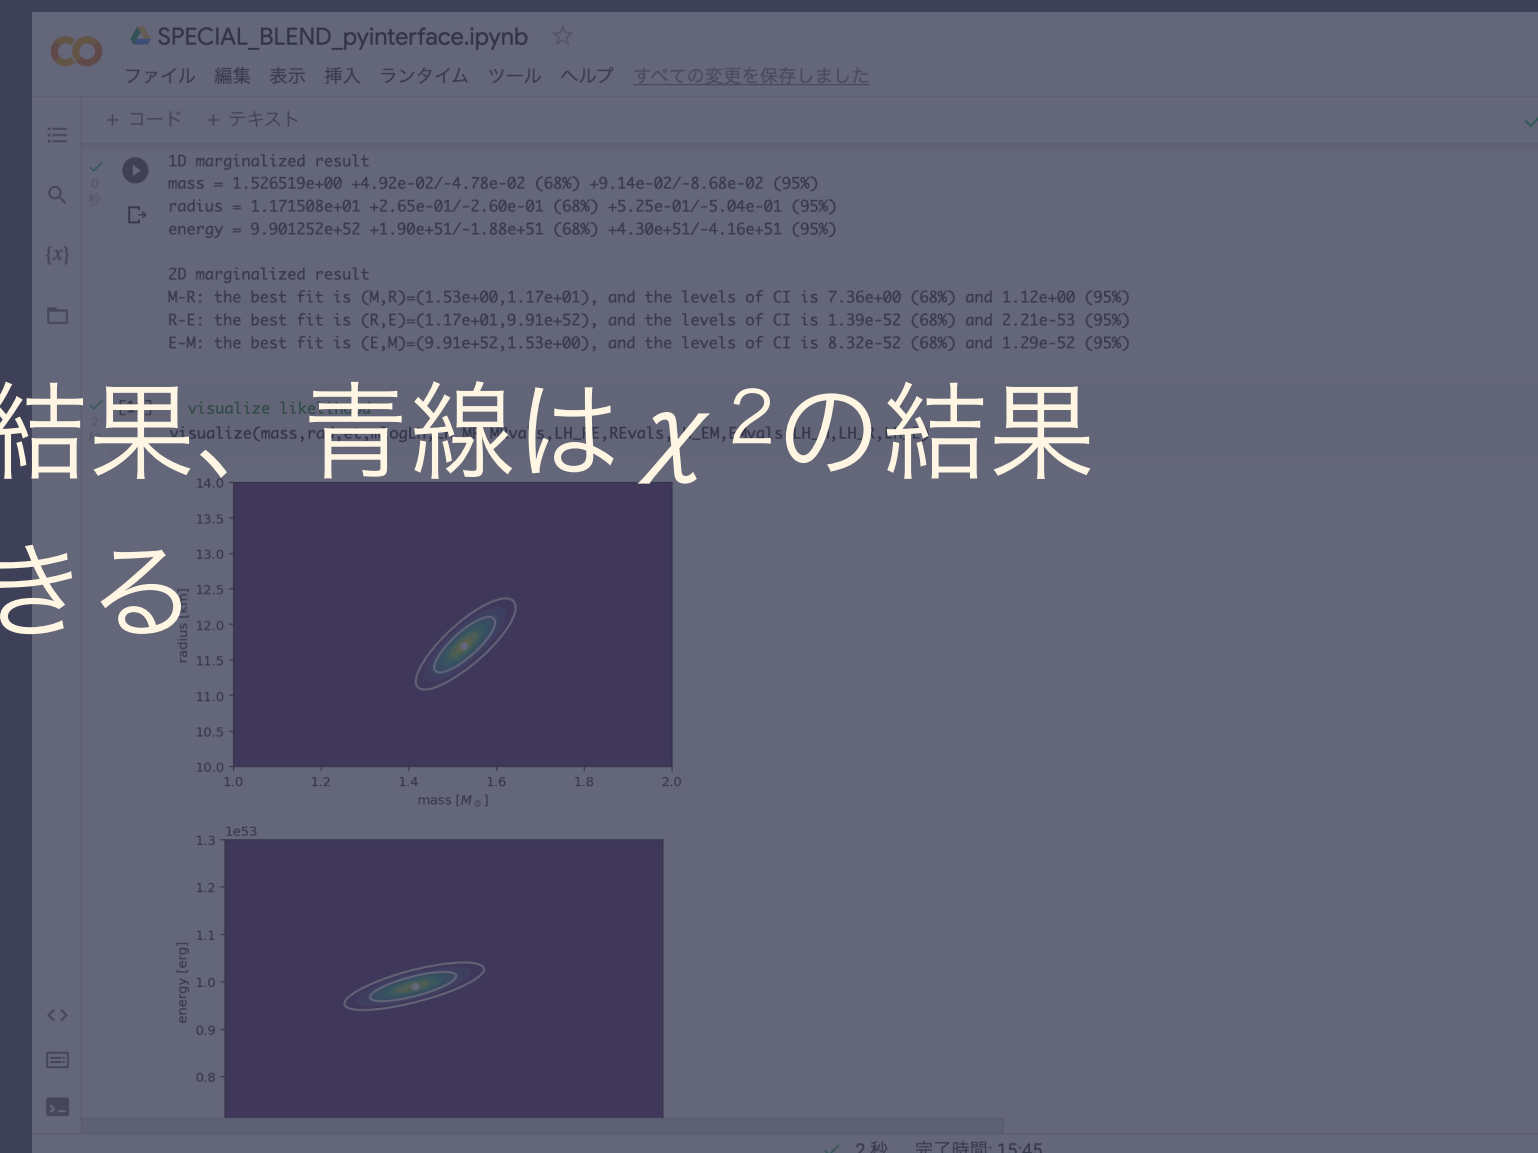 SPECIAL_BLEND_pyinterface.ipynb
ファイル 編集 表示 挿入 ランタイム ツール ヘルプ すべての変更を保存しました
+ コード + テキスト
1D marginalized result
mass = 1.526519e+00 +4.92e-02/-4.78e-02 (68%) +9.14e-02/-8.68e-02 (95%)
radius = 1.171508e+01 +2.65e-01/-2.60e-01 (68%) +5.25e-01/-5.04e-01 (95%)
energy = 9.901252e+52 +1.90e+51/-1.88e+51 (68%) +4.30e+51/-4.16e+51 (95%)
2D marginalized result
M-R: the best fit is (M,R)=(1.53e+00,1.17e+01), and the levels of CI is 7.36e+00 (68%) and 1.12e+00 (95%)
R-E: the best fit is (R,E)=(1.17e+01,9.91e+52), and the levels of CI is 1.39e-52 (68%) and 2.21e-53 (95%)
E-M: the best fit is (E,M)=(9.91e+52,1.53e+00), and the levels of CI is 8.32e-52 (68%) and 1.29e-52 (95%)
visualize
結果、青線はχ²の結果
きる
14.0
13.5
13.0
12.5
12.0
11.5
11.0
10.5
10.0
radius [km]
1.0 1.2 1.4 1.6 1.8 2.0
mass [M⊙]
1e53
1.3
1.2
1.1
1.0
0.9
0.8
energy [erg]
2 秒 完了時間: 15:45